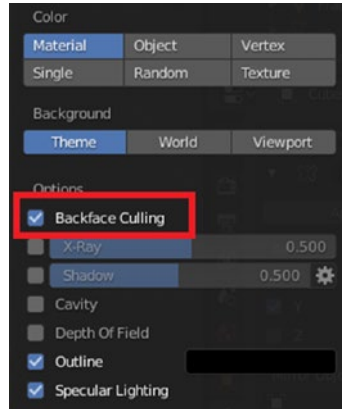 Color
Material Object Vertex
Single Random Texture
Background
Theme World Viewport
Options
Backface Culling
X-Ray 0.500
Shadow 0.500
Cavity
Depth Of Field
Outline
Specular Lighting